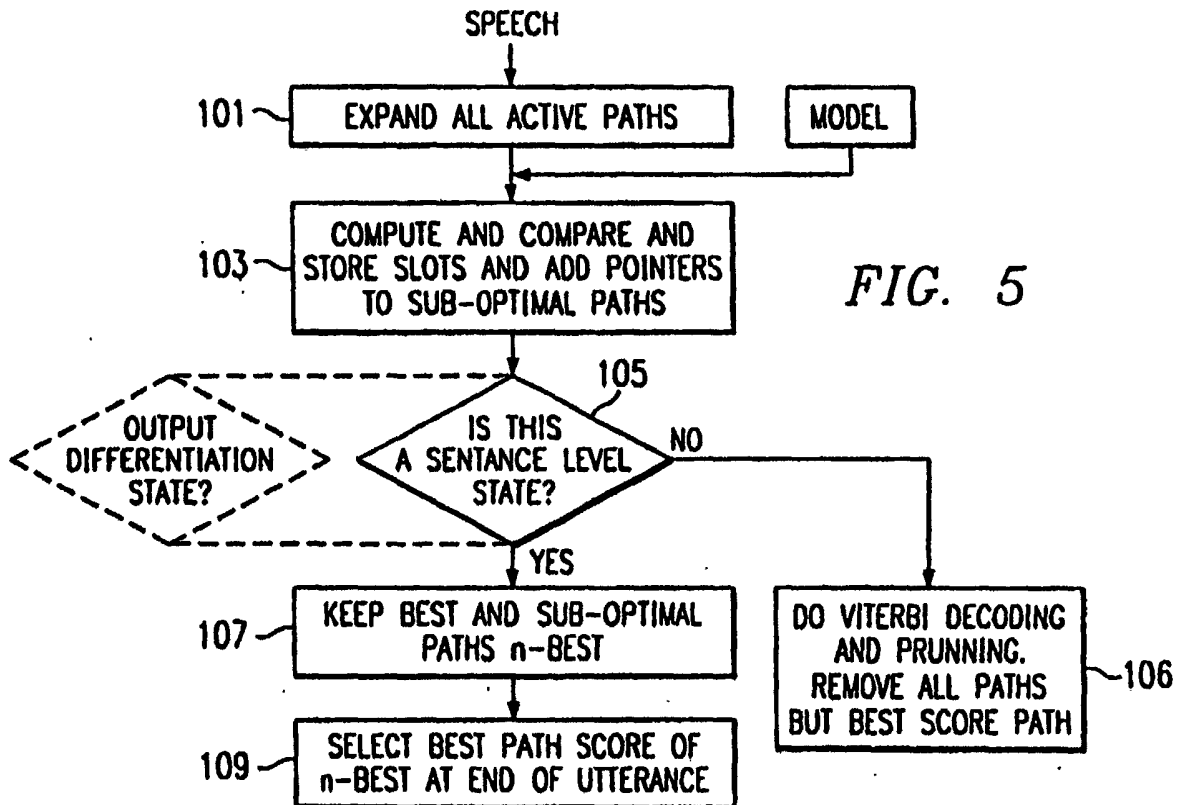 SPEECH
101
EXPAND ALL ACTIVE PATHS
MODEL
103
COMPUTE AND COMPARE AND
STORE SLOTS AND ADD POINTERS
TO SUB-OPTIMAL PATHS
FIG. 5
105
OUTPUT
DIFFERENTIATION
STATE?
IS THIS
A SENTANCE LEVEL
STATE?
NO
YES
107
KEEP BEST AND SUB-OPTIMAL
PATHS n-BEST
DO VITERBI DECODING
AND PRUNNING.
REMOVE ALL PATHS
BUT BEST SCORE PATH
106
109
SELECT BEST PATH SCORE OF
n-BEST AT END OF UTTERANCE